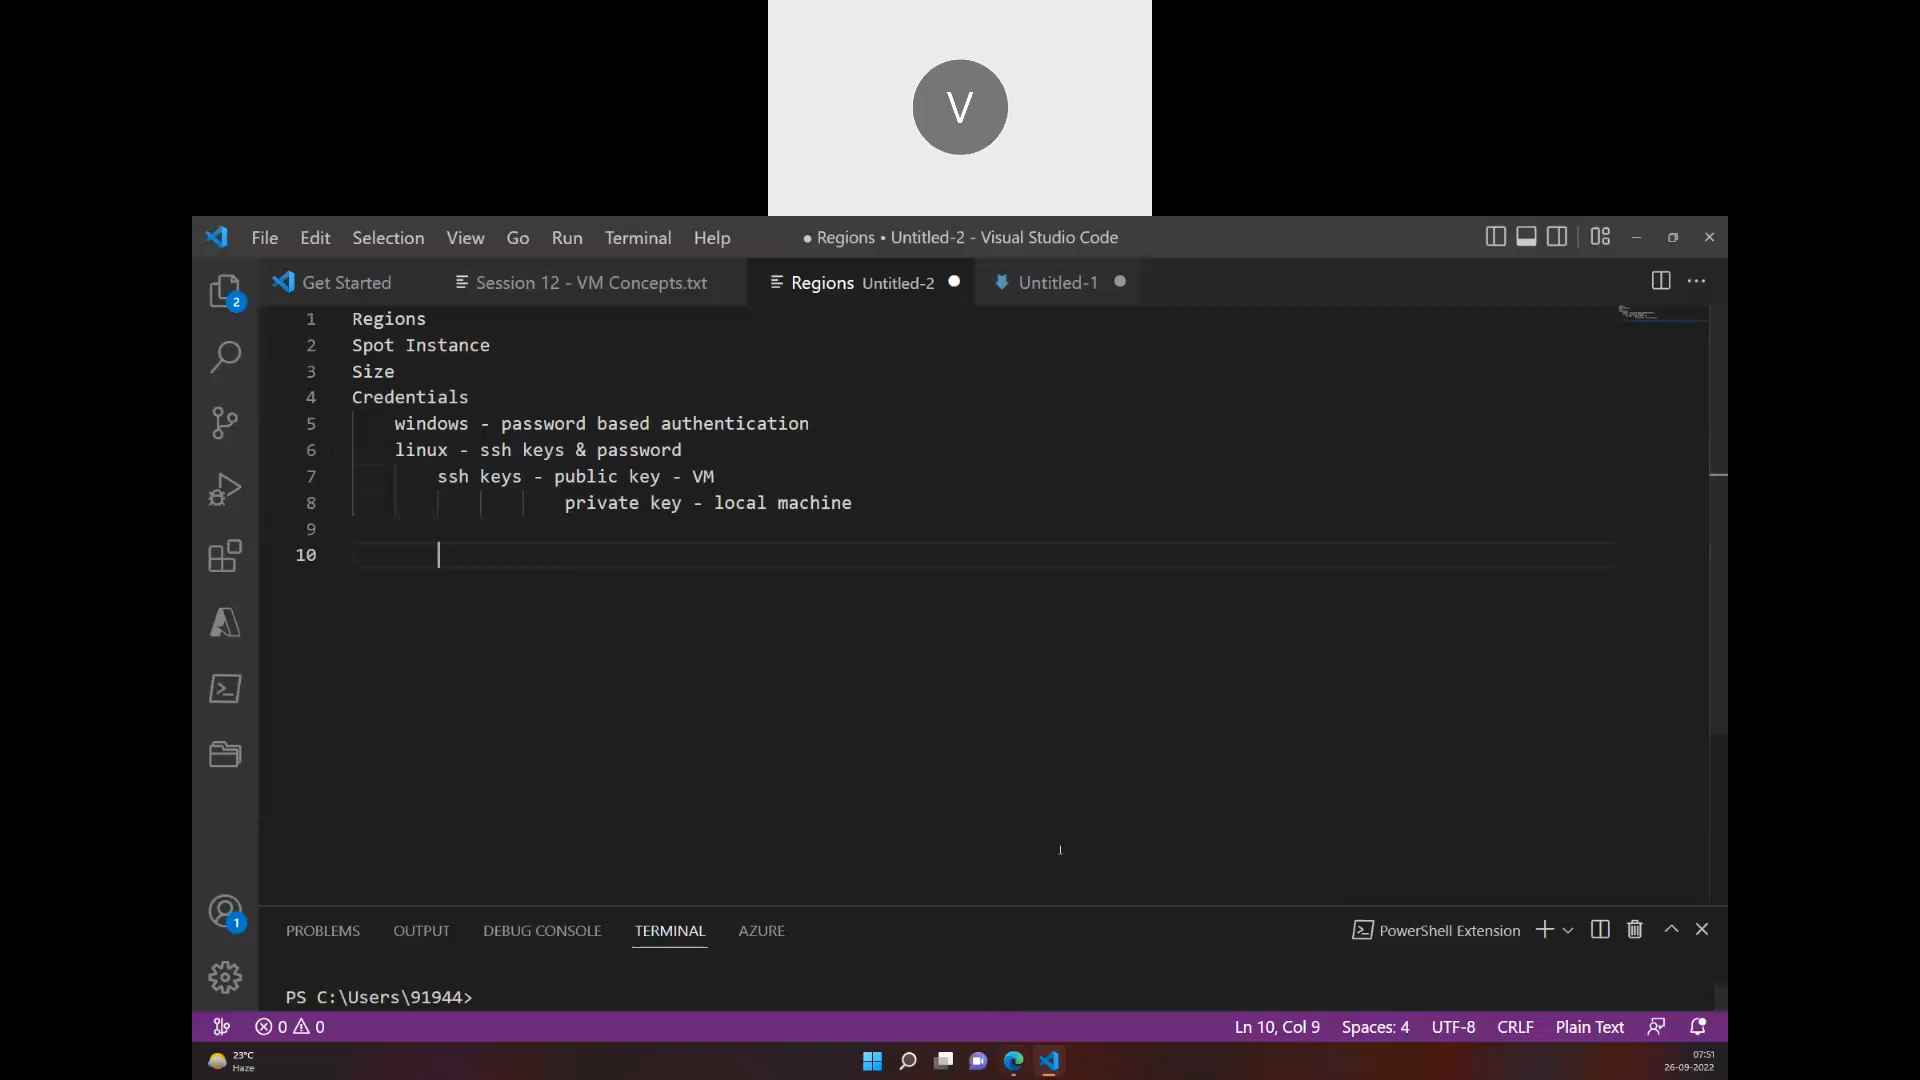 V
File Edit Selection View Go Run Terminal Help ● Regions • Untitled-2 - Visual Studio Code
Get Started Session 12 - VM Concepts.txt Regions Untitled-2 Untitled-1
2
1 Regions
2 Spot Instance
3 Size
4 Credentials
5 windows - password based authentication
6 linux - ssh keys & password
7 ssh keys - public key - VM
8 private key - local machine
9
10
1
PROBLEMS OUTPUT DEBUG CONSOLE TERMINAL AZURE PowerShell Extension
PS C:\Users\91944>
0 0 Ln 10, Col 9 Spaces: 4 UTF-8 CRLF Plain Text
23°C
Haze
07:51
26-09-2022